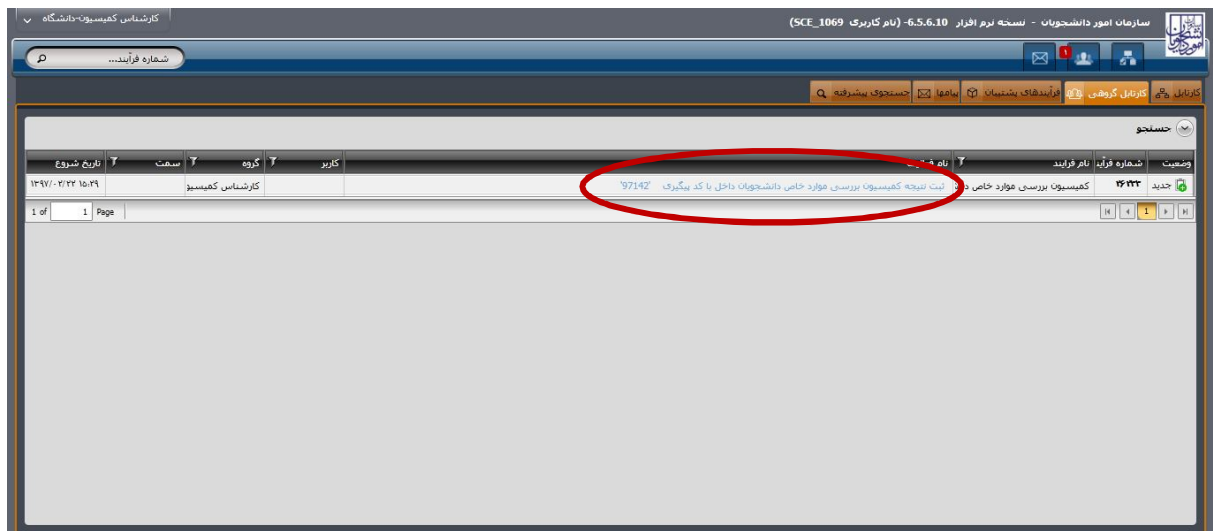 سازمان امور دانشجویان - نسخه نرم افزار 6.5.6.10- (نام کاربری SCE_1069)
کارشناس کمیسیون-دانشگاه
امور دانشجویان
۱
شماره فرآیند...
کارتابل کارتابل گروهی فرآیندهای پشتیبان پیامها جستجوی پیشرفته
جستجو
وضعیت شماره فرآیند نام فرایند نام کاربر گروه سمت تاریخ شروع
جدید کمیسیون بررسی موارد خاص ثبت نتیجه کمیسیون بررسی موارد خاص دانشجویان داخل با کد پیگیری '97142' کارشناس کمیسیو ۱۳۹۷/۰۲/۲۲ ۱۵:۲۹
1
Page 1 of 1